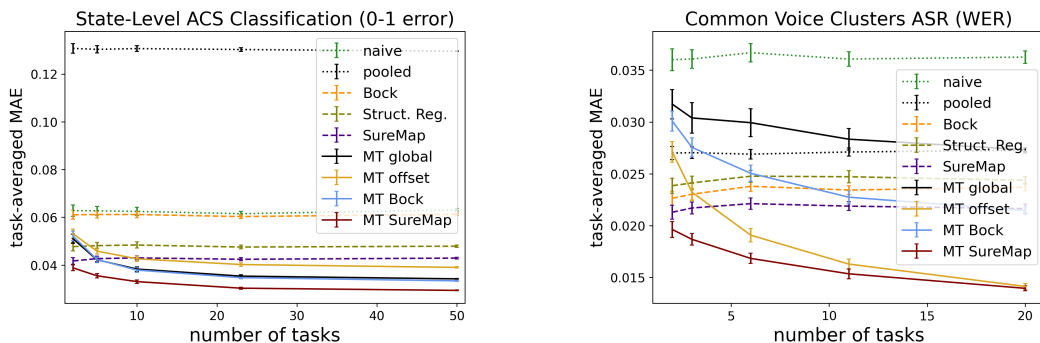 State-Level ACS Classification (0-1 error)
task-averaged MAE
0.12
0.10
0.08
0.06
0.04
10
20
30
40
50
number of tasks
naive
pooled
Bock
Struct. Reg.
SureMap
MT global
MT offset
MT Bock
MT SureMap
Common Voice Clusters ASR (WER)
task-averaged MAE
0.035
0.030
0.025
0.020
0.015
5
10
15
20
number of tasks
naive
pooled
Bock
Struct. Reg.
SureMap
MT global
MT offset
MT Bock
MT SureMap